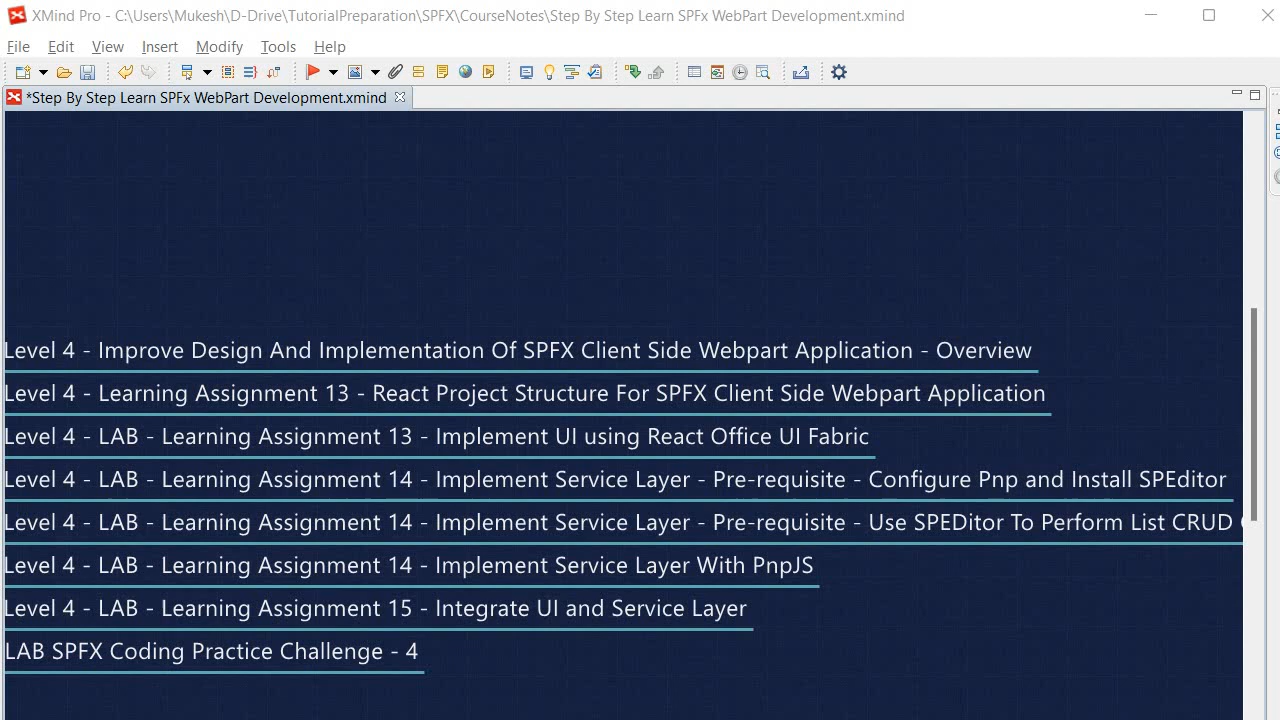 XMind Pro - C:\Users\Mukesh\D-Drive\TutorialPreparation\SPFx\CourseNotes\Step By Step Learn SPFx WebPart Development.xmind
File Edit View Insert Modify Tools Help
*Step By Step Learn SPFx WebPart Development.xmind
Level 4 - Improve Design And Implementation Of SPFX Client Side Webpart Application - Overview
Level 4 - Learning Assignment 13 - React Project Structure For SPFX Client Side Webpart Application
Level 4 - LAB - Learning Assignment 13 - Implement UI using React Office UI Fabric
Level 4 - LAB - Learning Assignment 14 - Implement Service Layer - Pre-requisite - Configure Pnp and Install SPEditor
Level 4 - LAB - Learning Assignment 14 - Implement Service Layer - Pre-requisite - Use SPEDitor To Perform List CRUD
Level 4 - LAB - Learning Assignment 14 - Implement Service Layer With PnpJS
Level 4 - LAB - Learning Assignment 15 - Integrate UI and Service Layer
LAB SPFX Coding Practice Challenge - 4